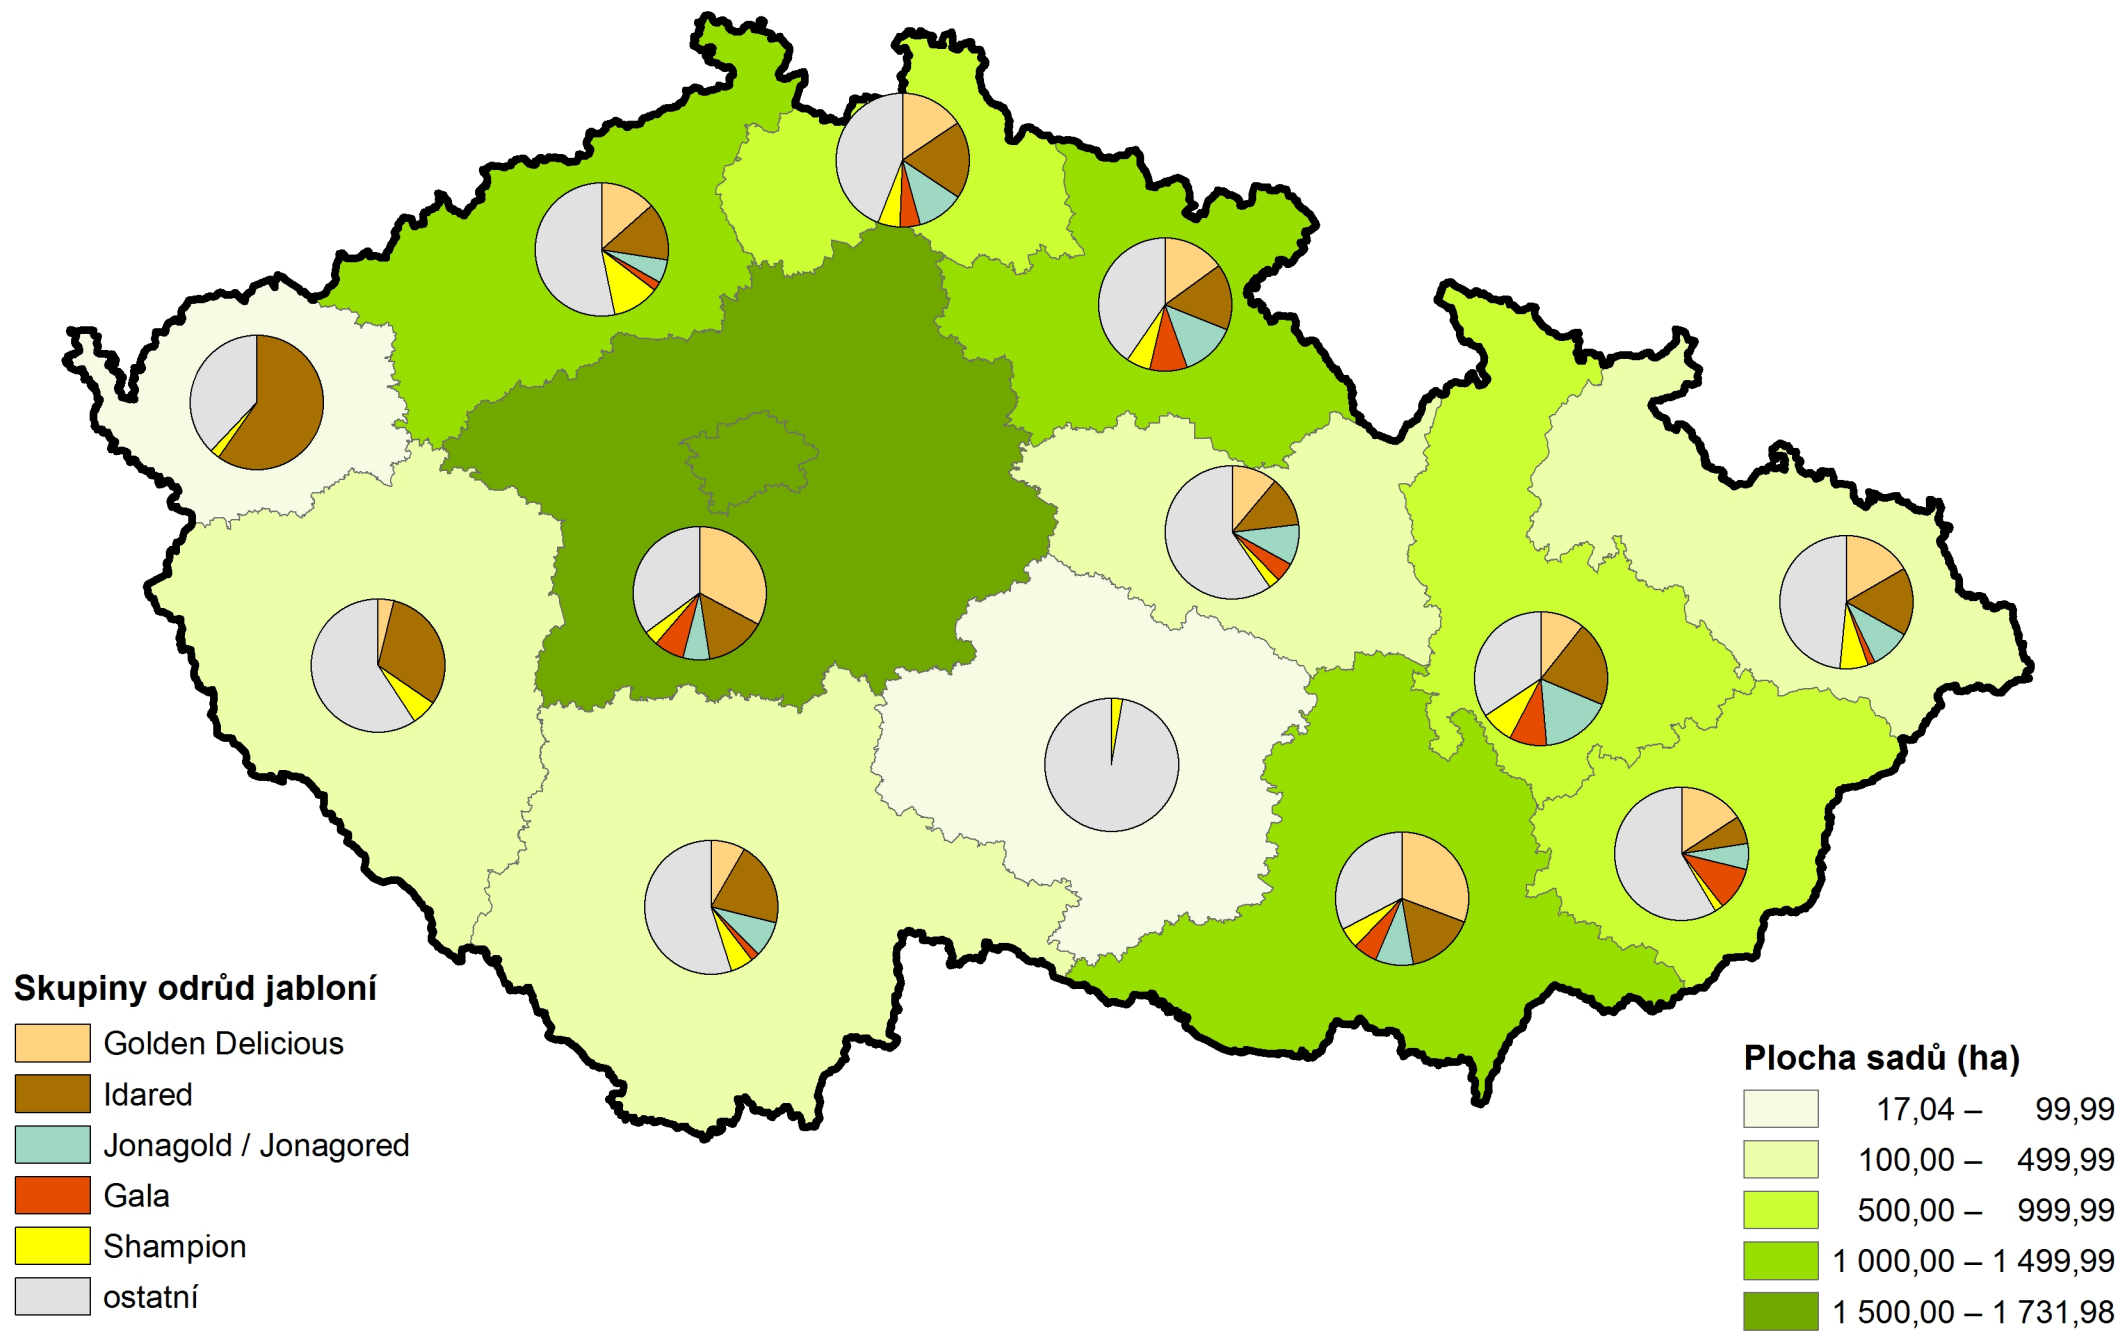 Skupiny odrůd jabloní
Golden Delicious
Idared
Jonagold / Jonagored
Gala
Shampion
ostatní
Plocha sadů (ha)
17,04 – 99,99
100,00 – 499,99
500,00 – 999,99
1 000,00 – 1 499,99
1 500,00 – 1 731,98